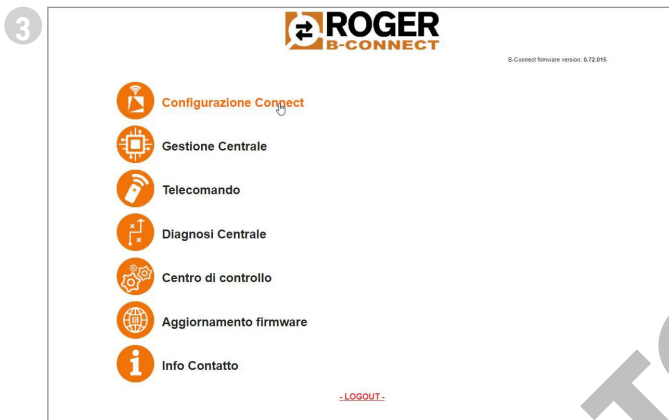 3
ROGER
B-CONNECT
B-Connect firmware version: 0.72.015
Configurazione Connect
Gestione Centrale
Telecomando
Diagnosi Centrale
Centro di controllo
Aggiornamento firmware
Info Contatto
- LOGOUT -